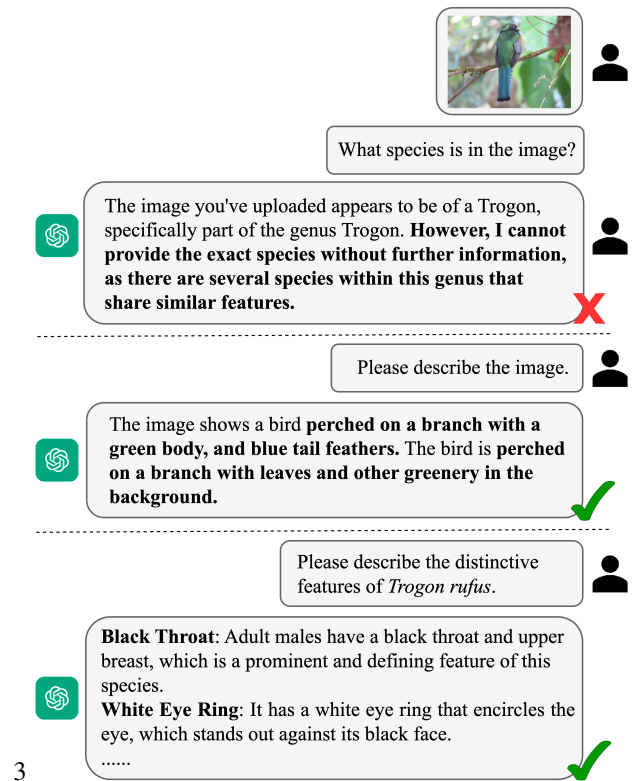 What species is in the image?
The image you've uploaded appears to be of a Trogon,
specifically part of the genus Trogon. However, I cannot
provide the exact species without further information,
as there are several species within this genus that
share similar features.
X
Please describe the image.
The image shows a bird perched on a branch with a
green body, and blue tail feathers. The bird is perched
on a branch with leaves and other greenery in the
background.
Please describe the distinctive
features of Trogon rufus.
Black Throat: Adult males have a black throat and upper
breast, which is a prominent and defining feature of this
species.
White Eye Ring: It has a white eye ring that encircles the
eye, which stands out against its black face.
......
3